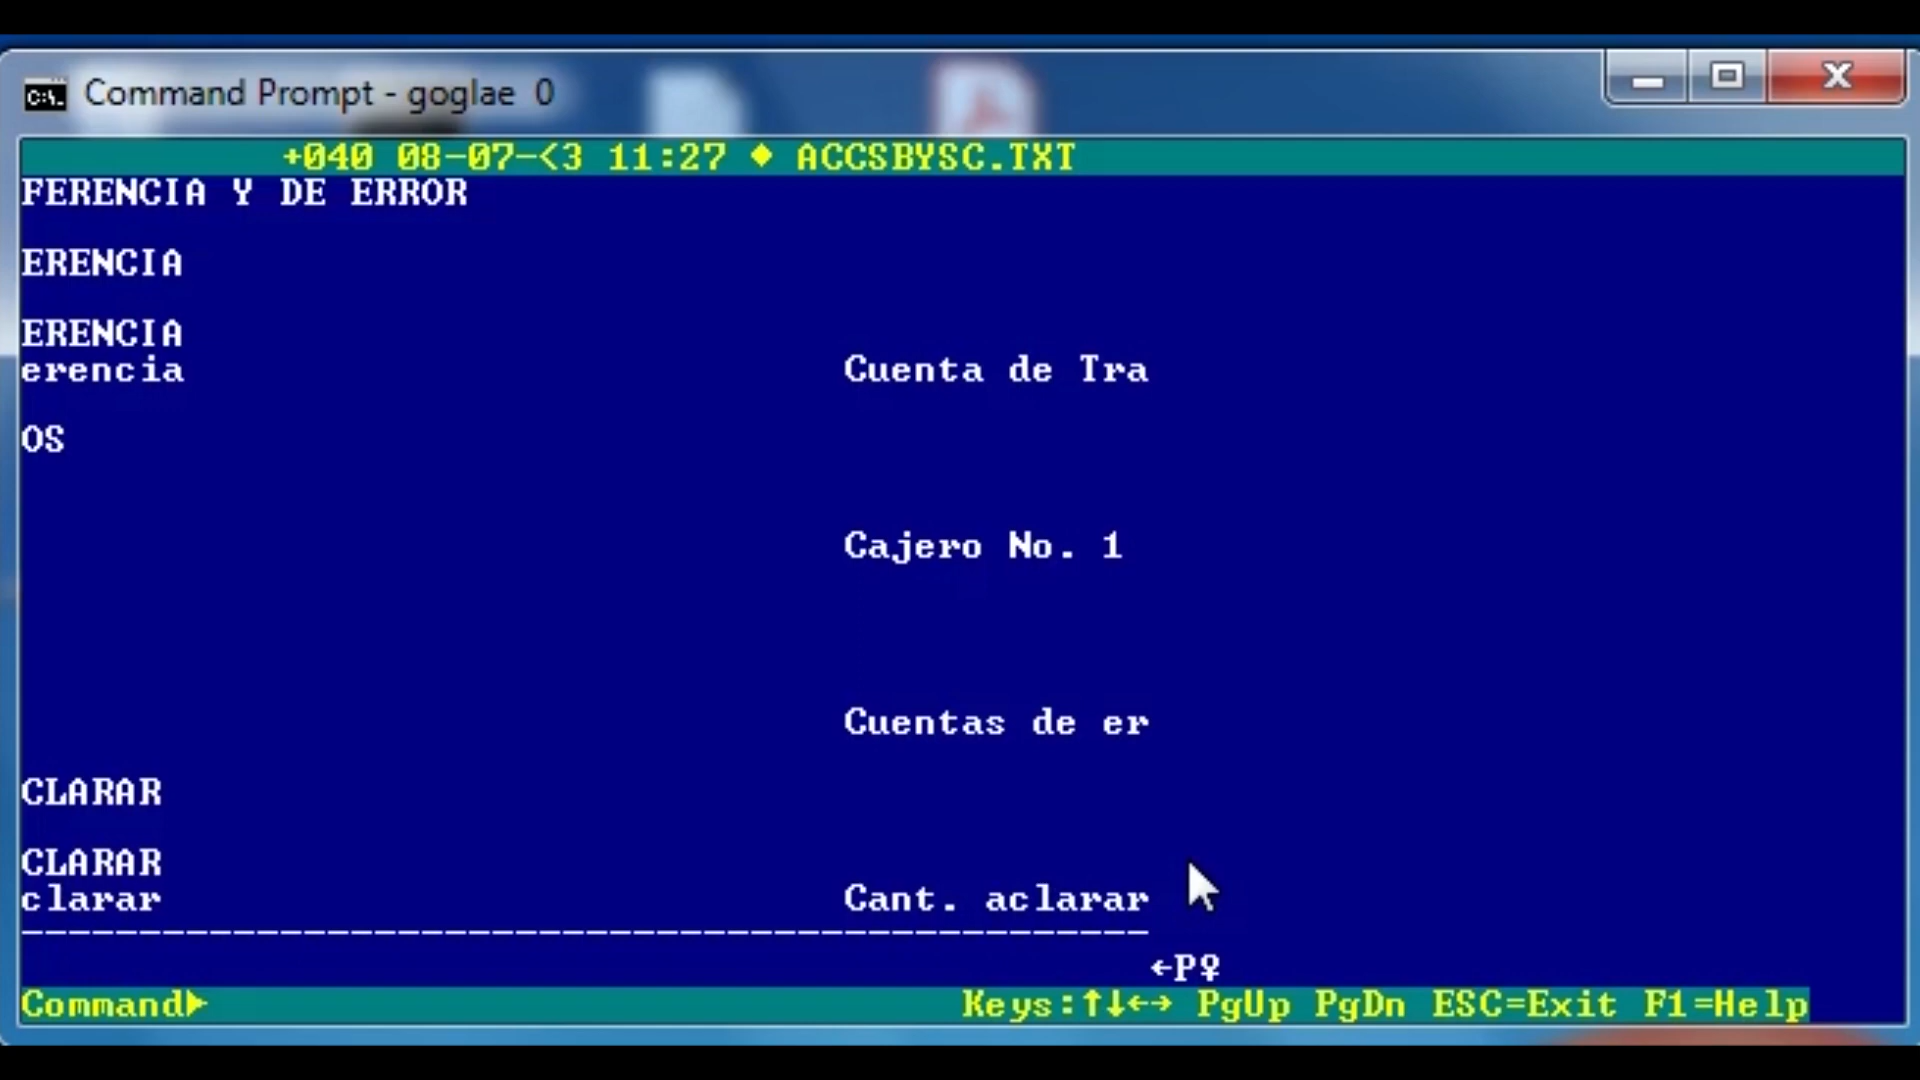 Command Prompt - goglae 0
+040 08-07-<3 11:27 ♦ ACCSBYSC.TXT
FERENCIA Y DE ERROR
ERENCIA
ERENCIA
erencia Cuenta de Tra
OS
Cajero No. 1
Cuentas de er
CLARAR
CLARAR
clarar Cant. aclarar
------------------------------------------------
←P♀
Command► Keys:↑↓←→ PgUp PgDn ESC=Exit F1=Help